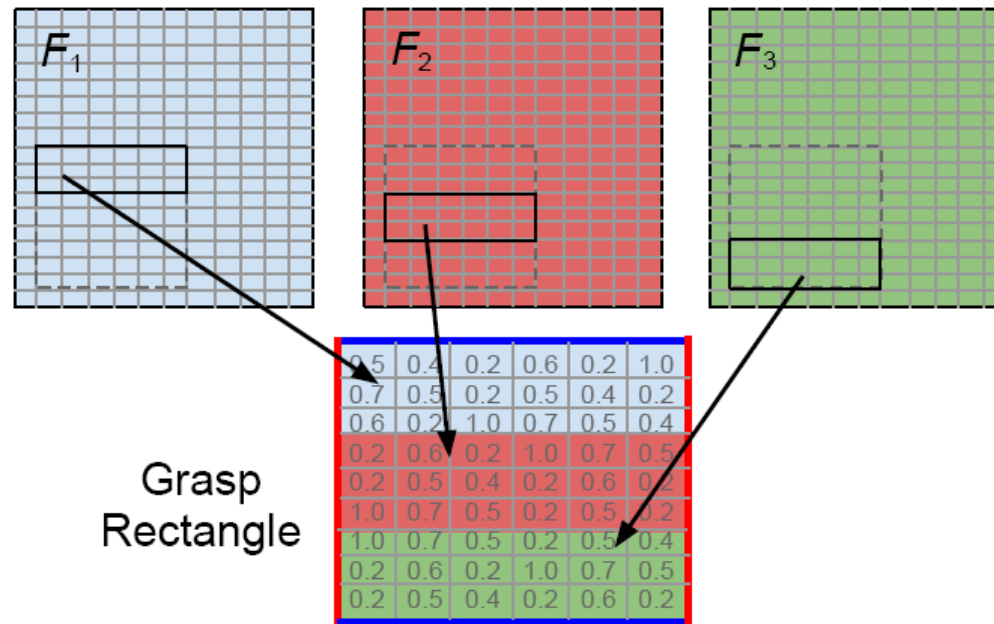 F1
F2
F3
0.5 0.4 0.2 0.6 0.2 1.0
0.7 0.5 0.2 0.5 0.4 0.2
0.6 0.2 1.0 0.7 0.5 0.4
0.2 0.6 0.2 1.0 0.7 0.5
0.2 0.5 0.4 0.2 0.6 0.2
1.0 0.7 0.5 0.2 0.5 0.2
1.0 0.7 0.5 0.2 0.5 0.4
0.2 0.6 0.2 1.0 0.7 0.5
0.2 0.5 0.4 0.2 0.6 0.2
Grasp
Rectangle